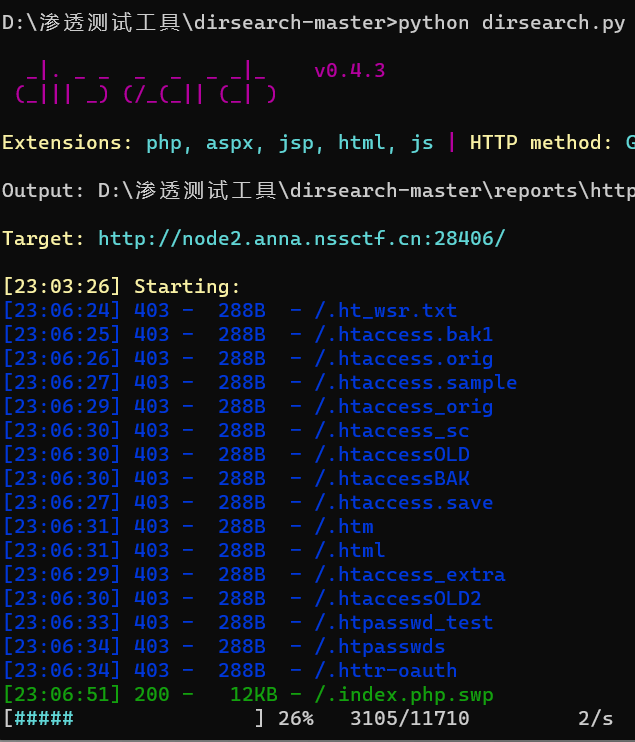 D:\渗透测试工具\dirsearch-master>python dirsearch.py
_|. _ _  _  _  _ _|_    v0.4.3
(_||| _) (/_(_|| (_| )
Extensions: php, aspx, jsp, html, js | HTTP method: G
Output: D:\渗透测试工具\dirsearch-master\reports\http
Target: http://node2.anna.nssctf.cn:28406/
[23:03:26] Starting:
[23:06:24] 403 -  288B  - /.ht_wsr.txt
[23:06:25] 403 -  288B  - /.htaccess.bak1
[23:06:26] 403 -  288B  - /.htaccess.orig
[23:06:27] 403 -  288B  - /.htaccess.sample
[23:06:29] 403 -  288B  - /.htaccess_orig
[23:06:30] 403 -  288B  - /.htaccess_sc
[23:06:30] 403 -  288B  - /.htaccessOLD
[23:06:30] 403 -  288B  - /.htaccessBAK
[23:06:27] 403 -  288B  - /.htaccess.save
[23:06:31] 403 -  288B  - /.htm
[23:06:31] 403 -  288B  - /.html
[23:06:29] 403 -  288B  - /.htaccess_extra
[23:06:30] 403 -  288B  - /.htaccessOLD2
[23:06:33] 403 -  288B  - /.htpasswd_test
[23:06:34] 403 -  288B  - /.htpasswds
[23:06:34] 403 -  288B  - /.httr-oauth
[23:06:51] 200 -   12KB - /.index.php.swp
[#####               ] 26%   3105/11710         2/s